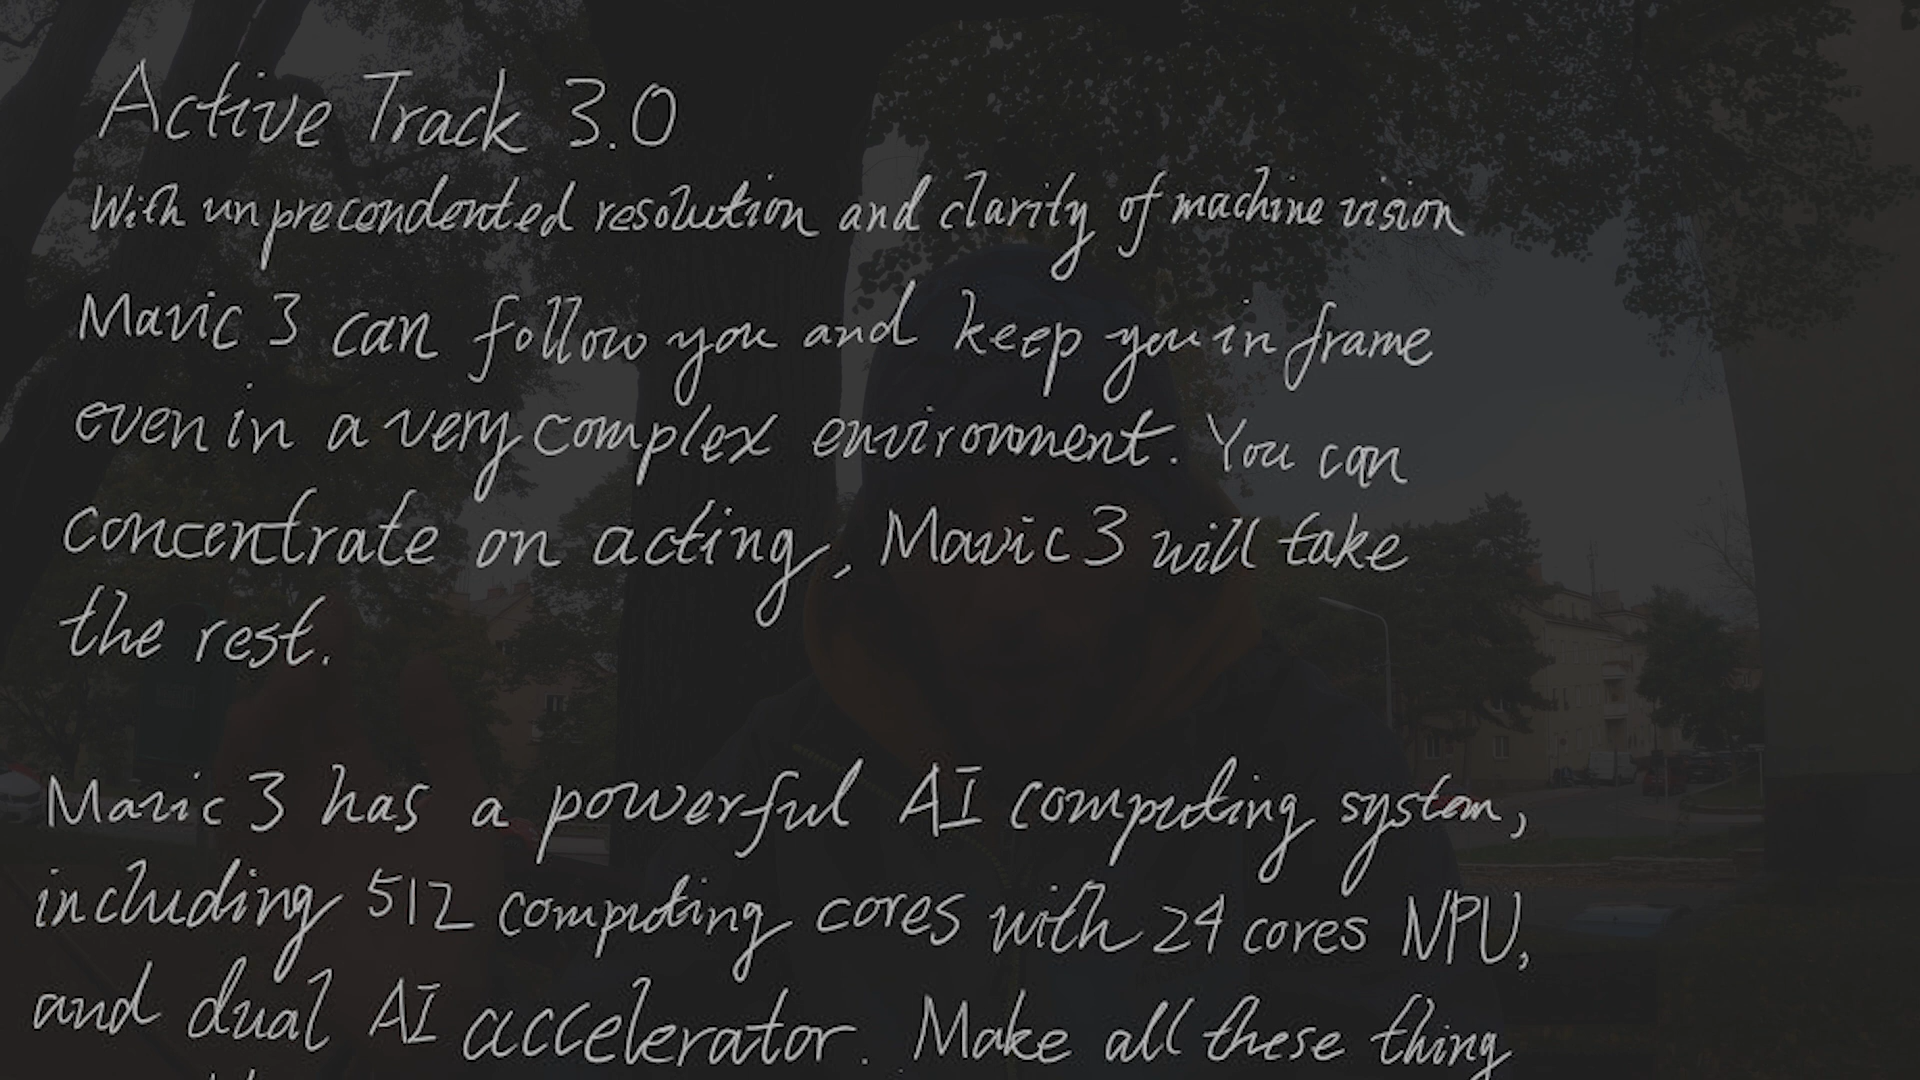 Active Track 3.0
With unprecondented resolution and clarity of machine vision
Mavic 3 can follow you and keep you in frame
even in a very complex environment. You can
concentrate on acting, Mavic 3 will take
the rest.
Mavic 3 has a powerful AI computing system,
including 512 computing cores with 24 cores NPU,
and dual AI accelerator. Make all these thing